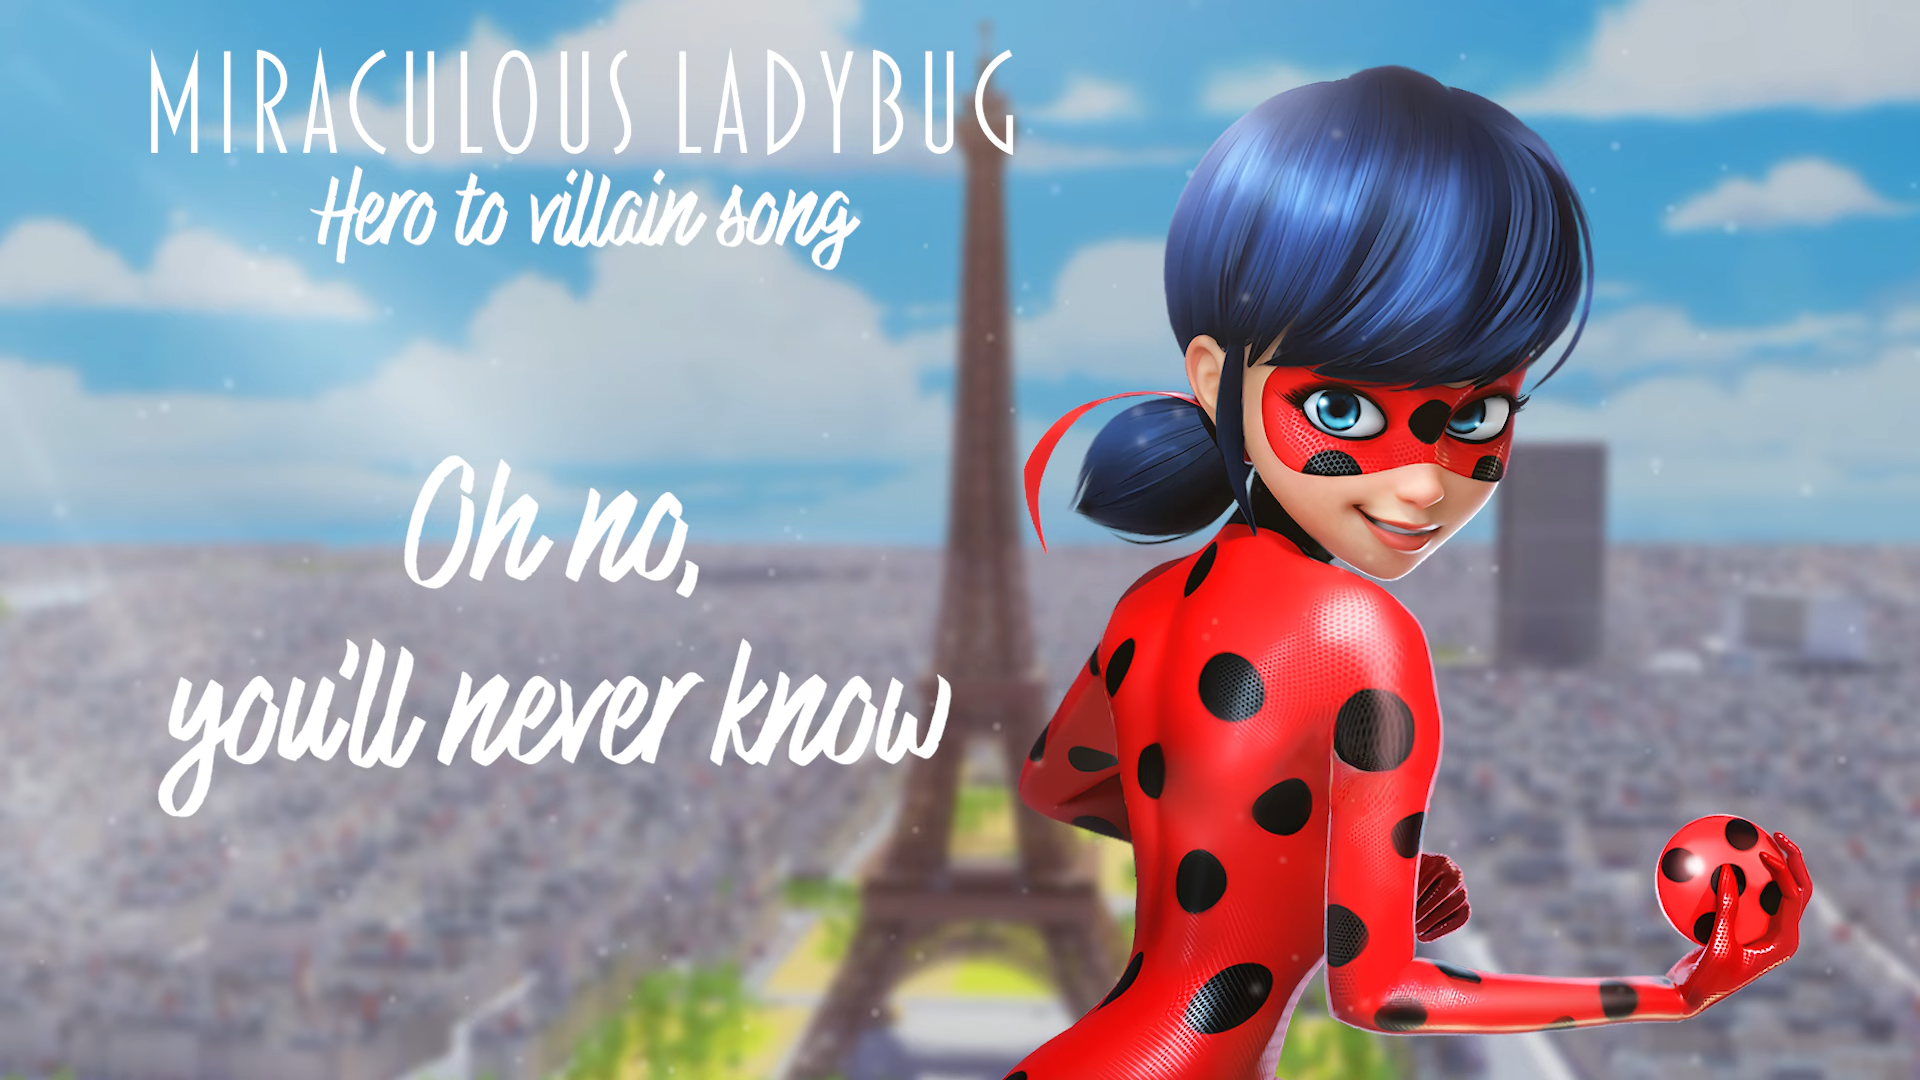 MIRACULOUS LADYBUG
Hero to villain song
Oh no,
you'll never know